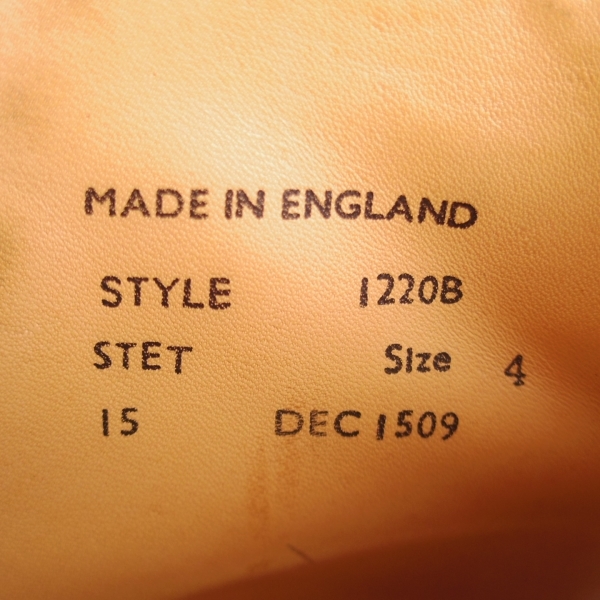 MADE IN ENGLAND
STYLE 1220B
STET Size 4
15 DEC 1509